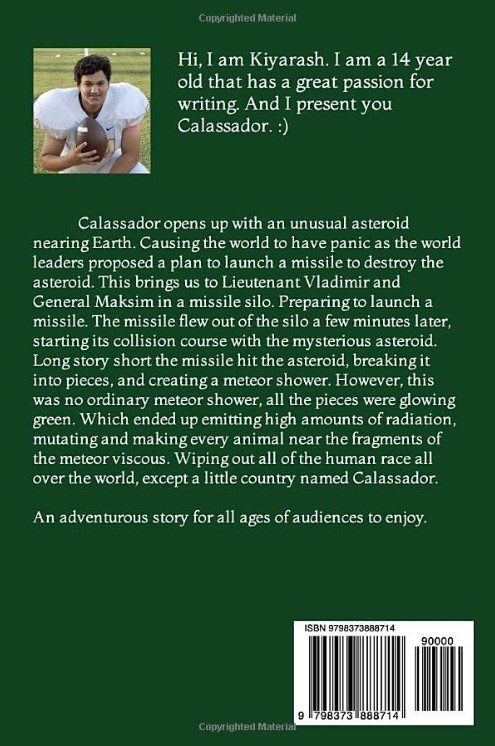 Copyrighted Material
Hi, I am Kiyarash. I am a 14 year
old that has a great passion for
writing. And I present you
Calassador. :)
Calassador opens up with an unusual asteroid
nearing Earth. Causing the world to have panic as the world
leaders proposed a plan to launch a missile to destroy the
asteroid. This brings us to Lieutenant Vladimir and
General Maksim in a missile silo. Preparing to launch a
missile. The missile flew out of the silo a few minutes later,
starting its collision course with the mysterious asteroid.
Long story short the missile hit the asteroid, breaking it
into pieces, and creating a meteor shower. However, this
was no ordinary meteor shower, all the pieces were glowing
green. Which ended up emitting high amounts of radiation,
mutating and making every animal near the fragments of
the meteor viscous. Wiping out all of the human race all
over the world, except a little country named Calassador.
An adventurous story for all ages of audiences to enjoy.
ISBN 9798373888714
90000
9 798373 888714
Copyrighted Material